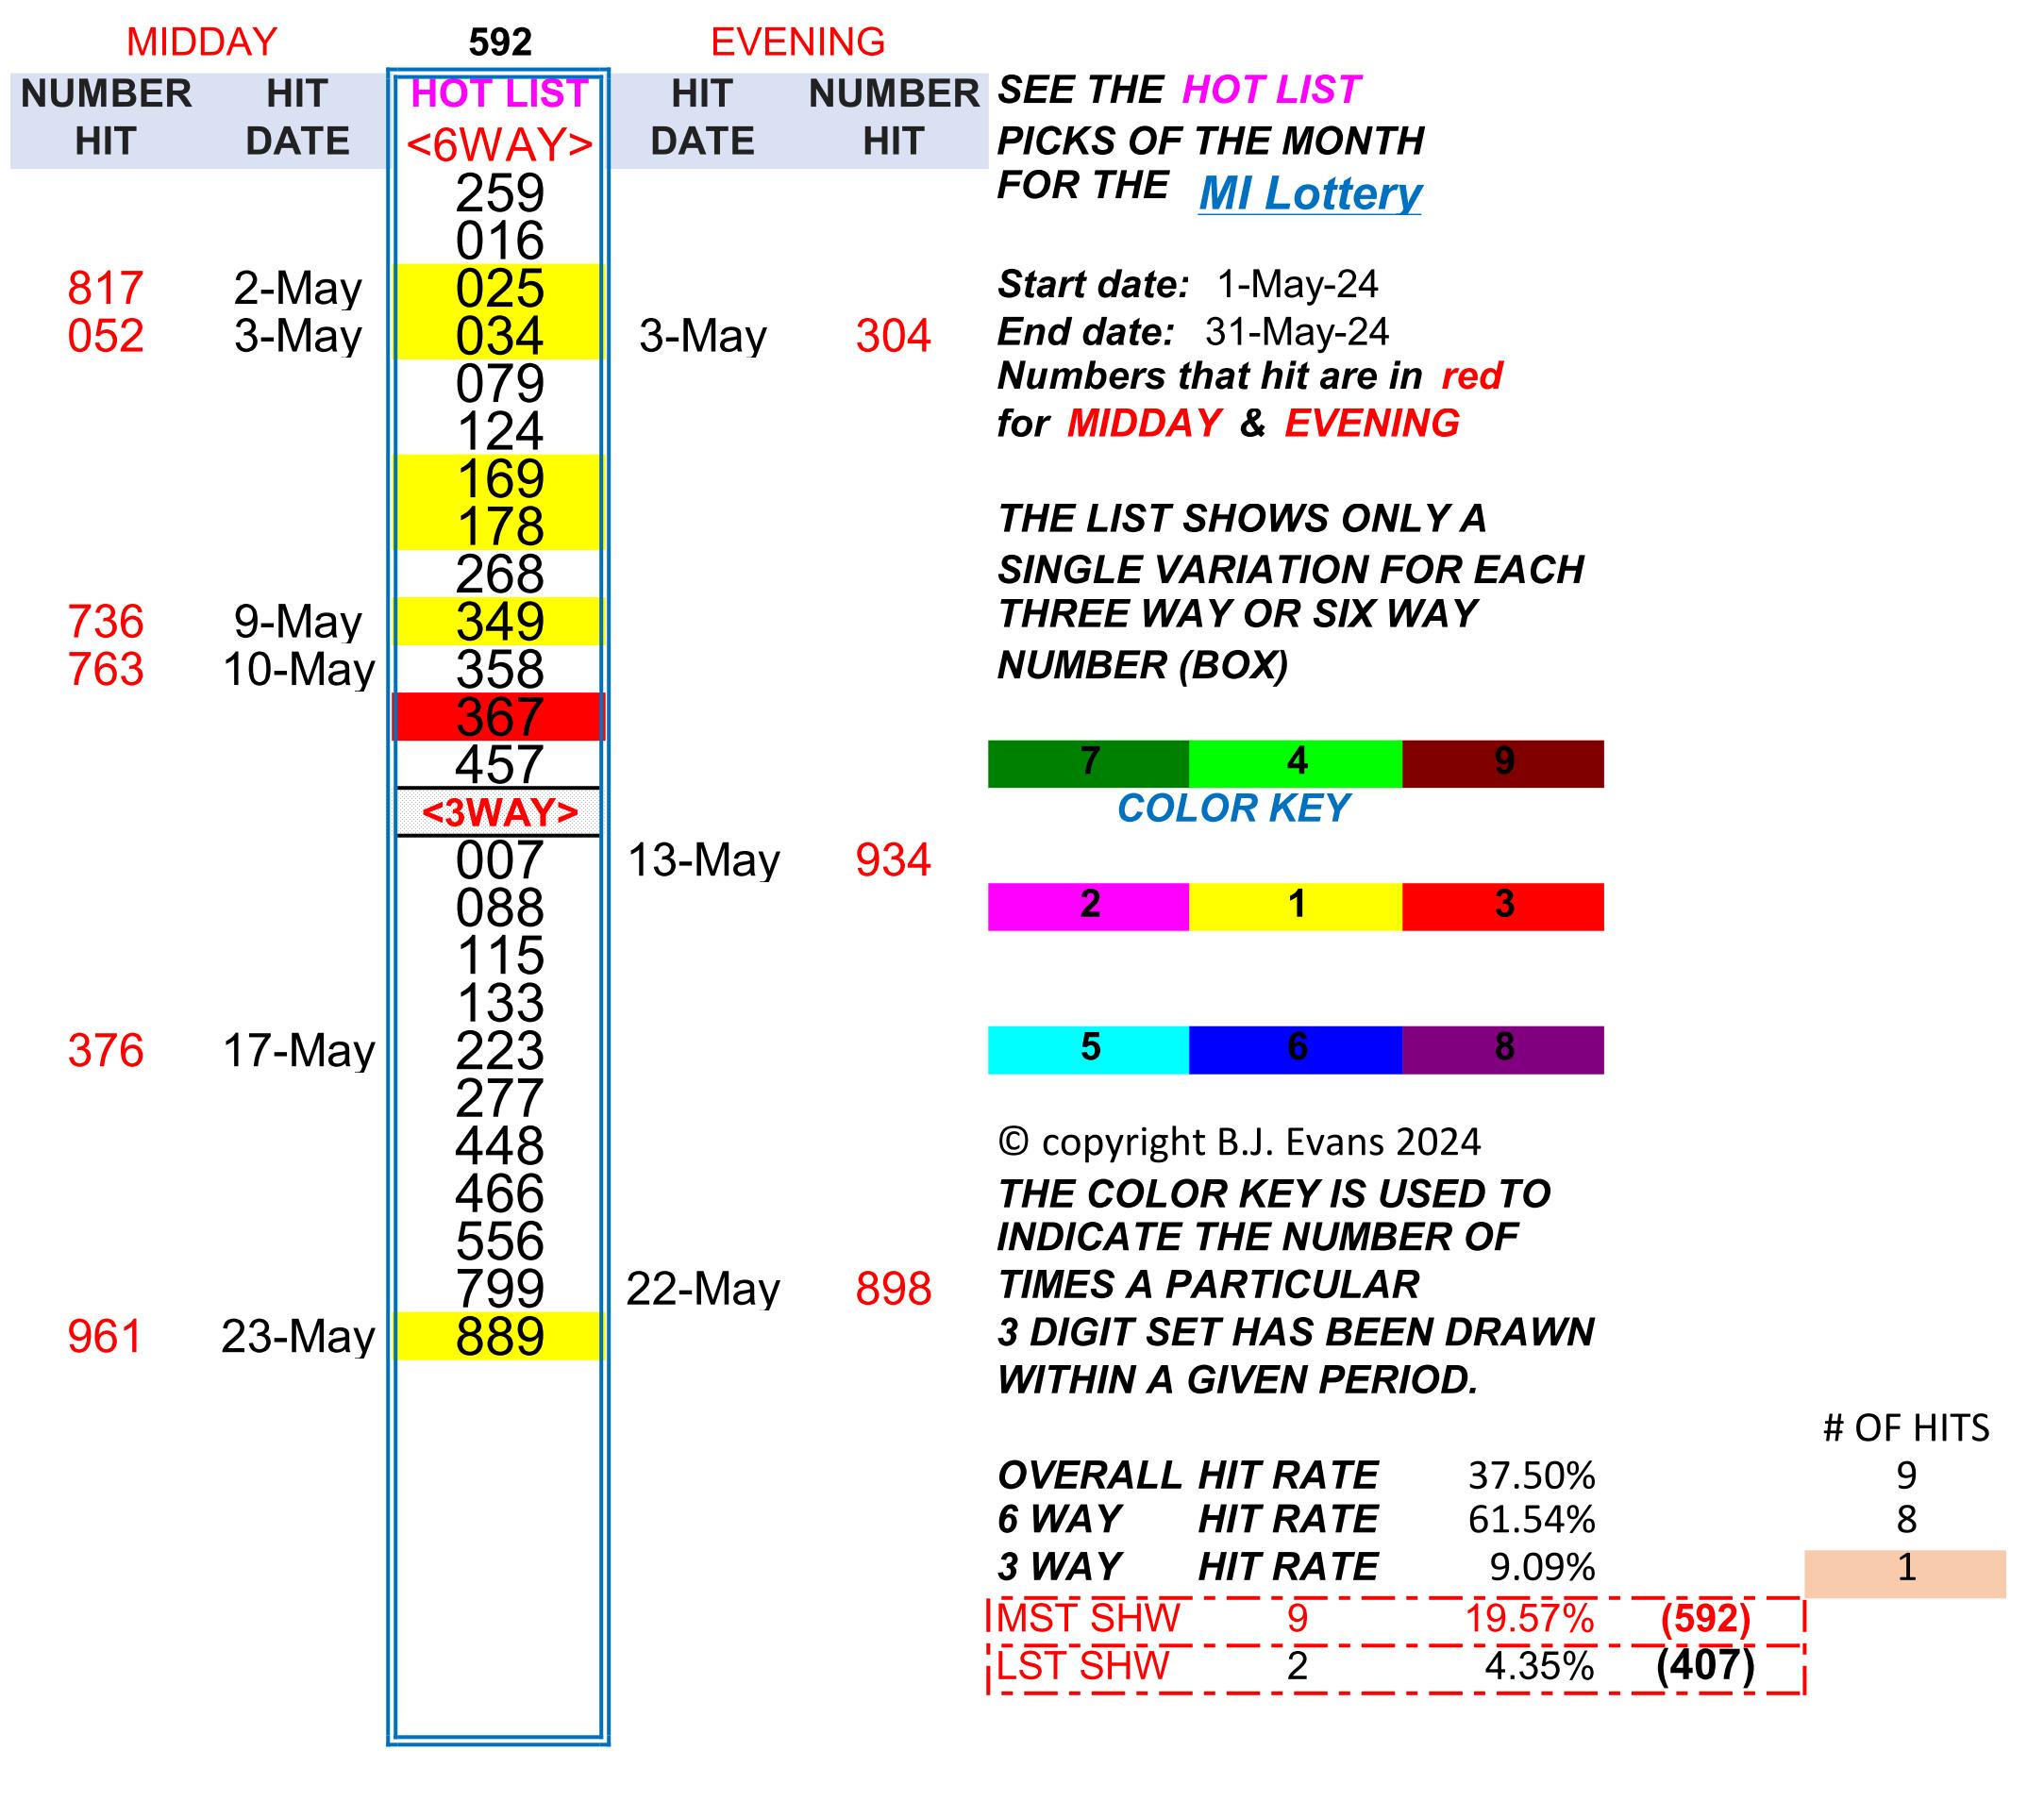 MIDDAY 592 EVENING
NUMBER HIT HOT LIST HIT NUMBER SEE THE HOT LIST
HIT DATE <6WAY> DATE HIT PICKS OF THE MONTH
259 FOR THE MI Lottery
016
817 2-May 025 Start date: 1-May-24
052 3-May 034 3-May 304 End date: 31-May-24
079 Numbers that hit are in red
124 for MIDDAY & EVENING
169
178 THE LIST SHOWS ONLY A
268 SINGLE VARIATION FOR EACH
736 9-May 349 THREE WAY OR SIX WAY
763 10-May 358 NUMBER (BOX)
367
457 7 4 9
<3WAY> COLOR KEY
007 13-May 934
088 2 1 3
115
133
376 17-May 223 5 6 8
277
448 © copyright B.J. Evans 2024
466 THE COLOR KEY IS USED TO
556 INDICATE THE NUMBER OF
799 22-May 898 TIMES A PARTICULAR
961 23-May 889 3 DIGIT SET HAS BEEN DRAWN
WITHIN A GIVEN PERIOD.
# OF HITS
OVERALL HIT RATE 37.50% 9
6 WAY HIT RATE 61.54% 8
3 WAY HIT RATE 9.09% 1
MST SHW 9 19.57% (592)
LST SHW 2 4.35% (407)